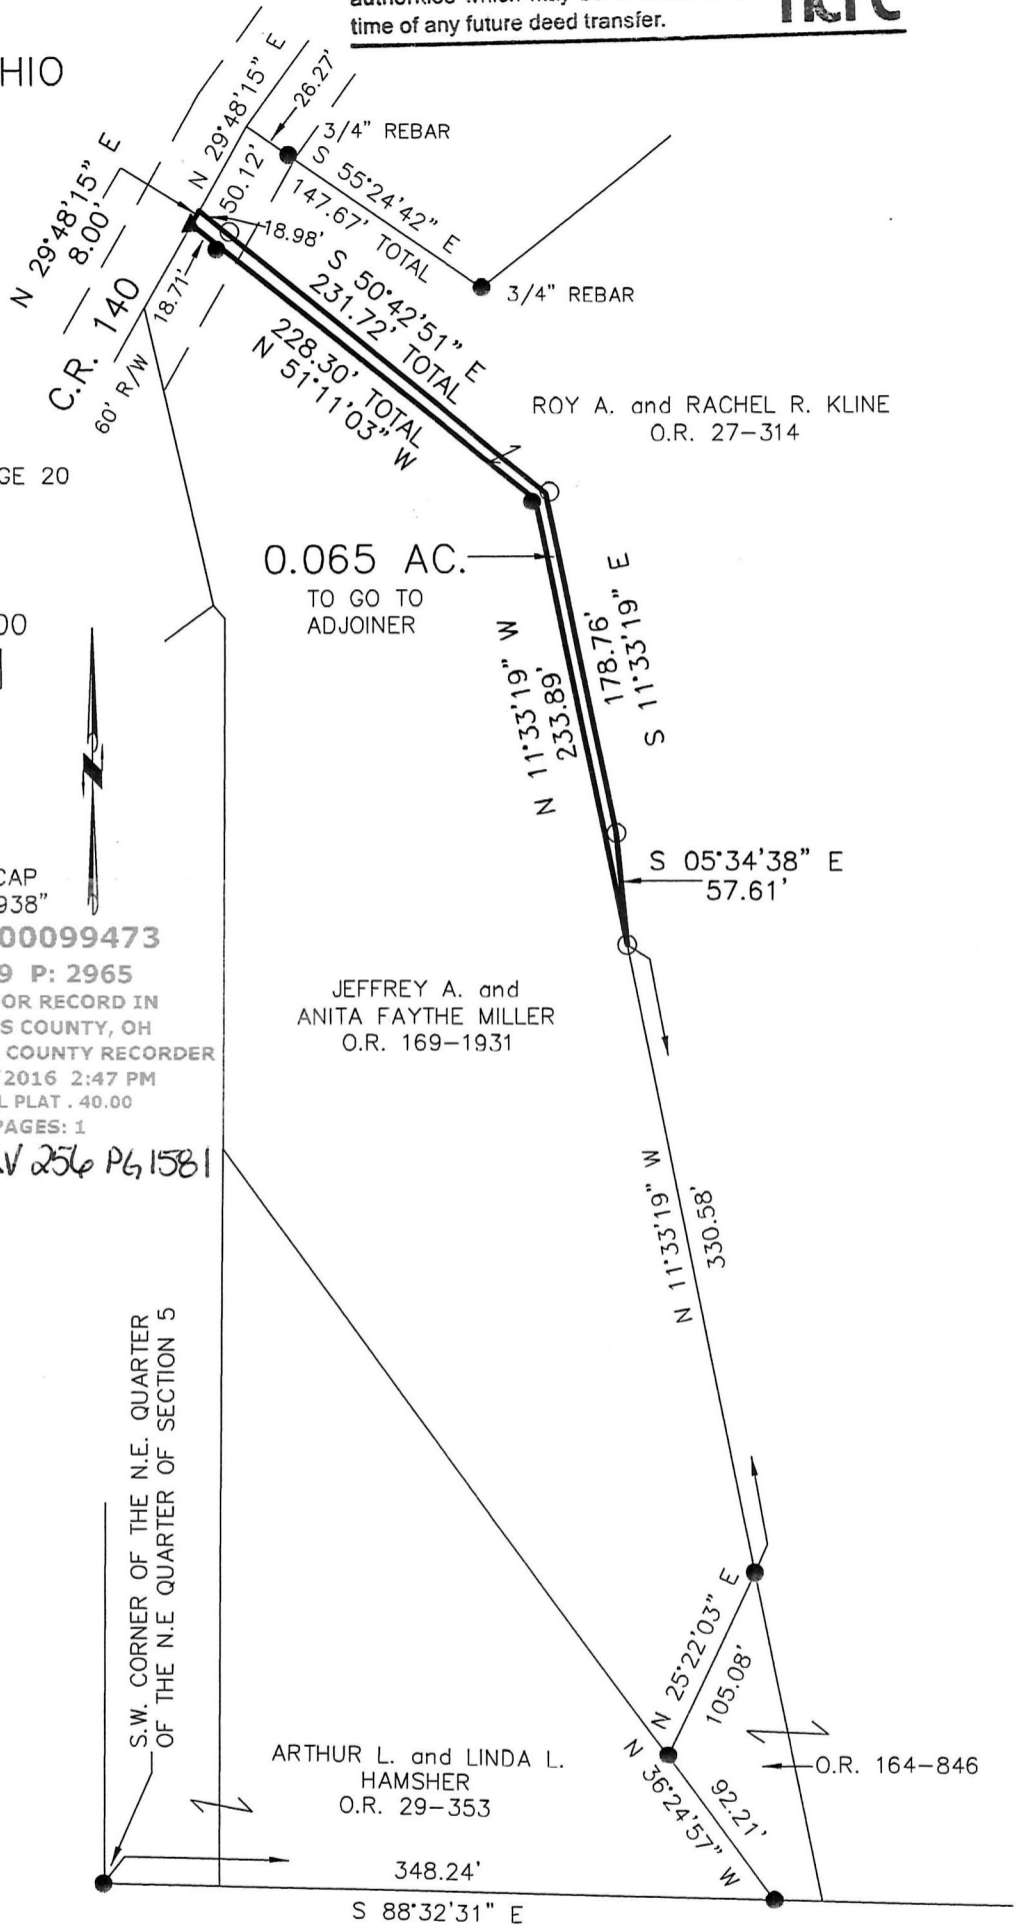 time of any future deed transfer.
HIO
N 29°48'15" E
26.27'
3/4" REBAR
N 29°48'15" E
8.00'
50.12'
S 55°24'42" E
147.67' TOTAL
18.98'
3/4" REBAR
S 50°42'51" E
231.72' TOTAL
18.71'
C.R. 140
60' R/W
228.30' TOTAL
N 51°11'03" W
ROY A. and RACHEL R. KLINE
O.R. 27-314
GE 20
0.065 AC.
TO GO TO
ADJOINER
00
N 11°33'19" W
233.89'
178.76'
S 11°33'19" E
N
S 05°34'38" E
57.61'
CAP
938"
00099473
9 P: 2965
OR RECORD IN
S COUNTY, OH
COUNTY RECORDER
2016 2:47 PM
L PLAT . 40.00
PAGES: 1
V 256 PG 1581
JEFFREY A. and
ANITA FAYTHE MILLER
O.R. 169-1931
N 11°33'19" W
330.58'
S.W. CORNER OF THE N.E. QUARTER
OF THE N.E QUARTER OF SECTION 5
N 25°22'03" E
105.08'
N 36°24'57" W
92.21'
O.R. 164-846
ARTHUR L. and LINDA L.
HAMSHER
O.R. 29-353
348.24'
S 88°32'31" E